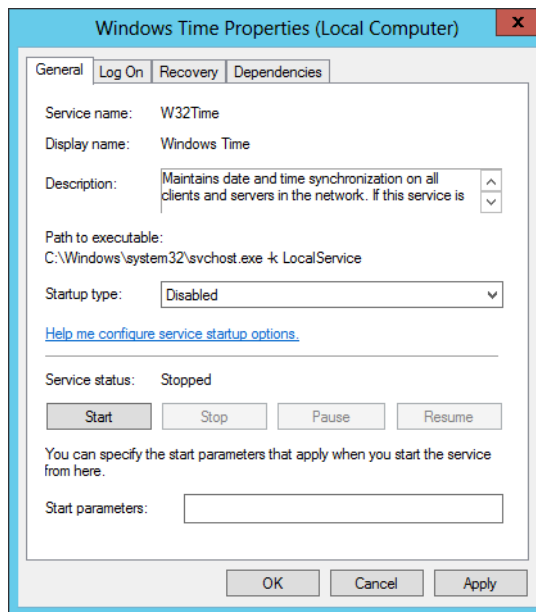 Windows Time Properties (Local Computer)
x
General Log On Recovery Dependencies
Service name: W32Time
Display name: Windows Time
Description: Maintains date and time synchronization on all
clients and servers in the network. If this service is
Path to executable:
C:\Windows\system32\svchost.exe -k LocalService
Startup type: Disabled
Help me configure service startup options.
Service status: Stopped
Start Stop Pause Resume
You can specify the start parameters that apply when you start the service
from here.
Start parameters:
OK Cancel Apply